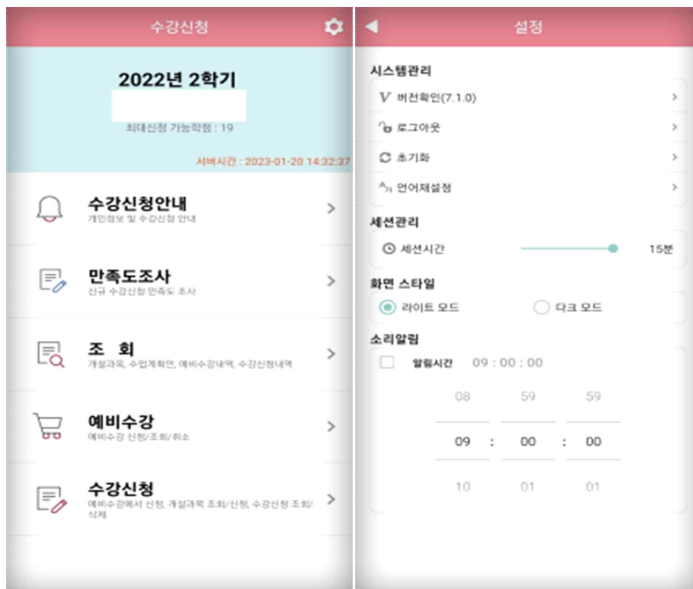 수강신청
2022년 2학기
최대신청 가능학점 : 19
서버시간 : 2023-01-20 14:32:37
수강신청안내
개인정보 및 수강신청 안내
만족도조사
신규 수강신청 만족도 조사
조 회
개설과목, 수업계획안, 예비수강내역, 수강신청내역
예비수강
예비수강 신청/조회/취소
수강신청
예비수강에서 신청, 개설과목 조회/신청, 수강신청 조회/
삭제
설정
시스템관리
버전확인(7.1.0)
로그아웃
초기화
언어재설정
세션관리
세션시간 15분
화면 스타일
라이트 모드 다크 모드
소리알림
알림시간 09 : 00 : 00
08 59 59
09 : 00 : 00
10 01 01